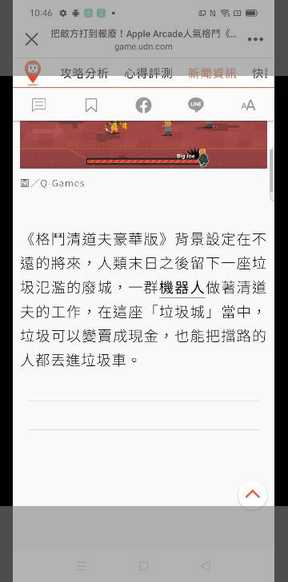 10:46
把敵方打到報廢！Apple Arcade人氣格鬥《...
game.udn.com
攻略分析 心得評測 新聞資訊 快
LINE
AA
Big Joe
圖／Q-Games
《格鬥清道夫豪華版》背景設定在不
遠的將來，人類末日之後留下一座垃
圾氾濫的廢城，一群機器人做著清道
夫的工作，在這座「垃圾城」當中，
垃圾可以變賣成現金，也能把擋路的
人都丟進垃圾車。